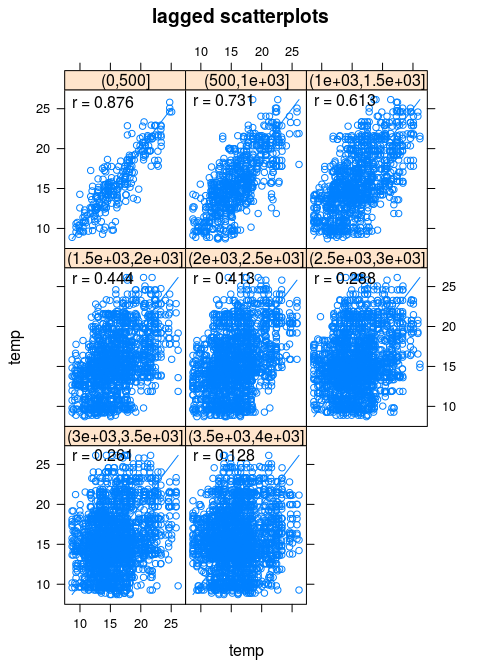 lagged scatterplots
10 15 20 25
(0,500] (500,1e+03] (1e+03,1.5e+03]
r = 0.876 r = 0.731 r = 0.613
25
20
15
10
(1.5e+03,2e+03] (2e+03,2.5e+03] (2.5e+03,3e+03]
r = 0.444 r = 0.413 r = 0.288
25
20
15
10
(3e+03,3.5e+03] (3.5e+03,4e+03]
r = 0.261 r = 0.128
25
20
15
10
10 15 20 25
temp
temp